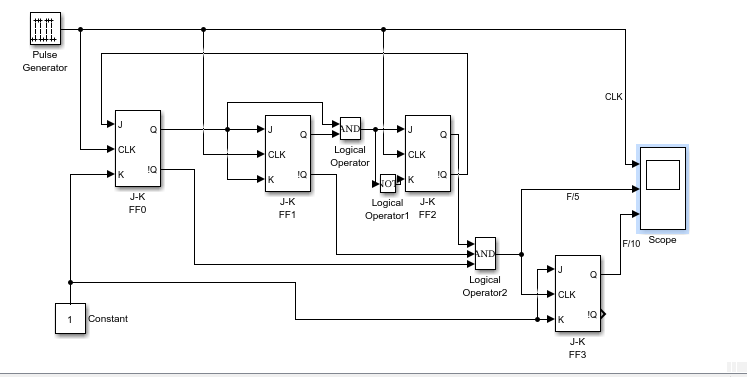 Pulse
Generator
CLK
J
Q
CLK
K
!Q
J-K
FF0
J
Q
CLK
K
!Q
J-K
FF1
AND
Logical
Operator
NOT
Logical
Operator1
J
Q
CLK
K
!Q
J-K
FF2
AND
Logical
Operator2
F/5
F/10
Scope
J
Q
CLK
K
!Q
J-K
FF3
1
Constant